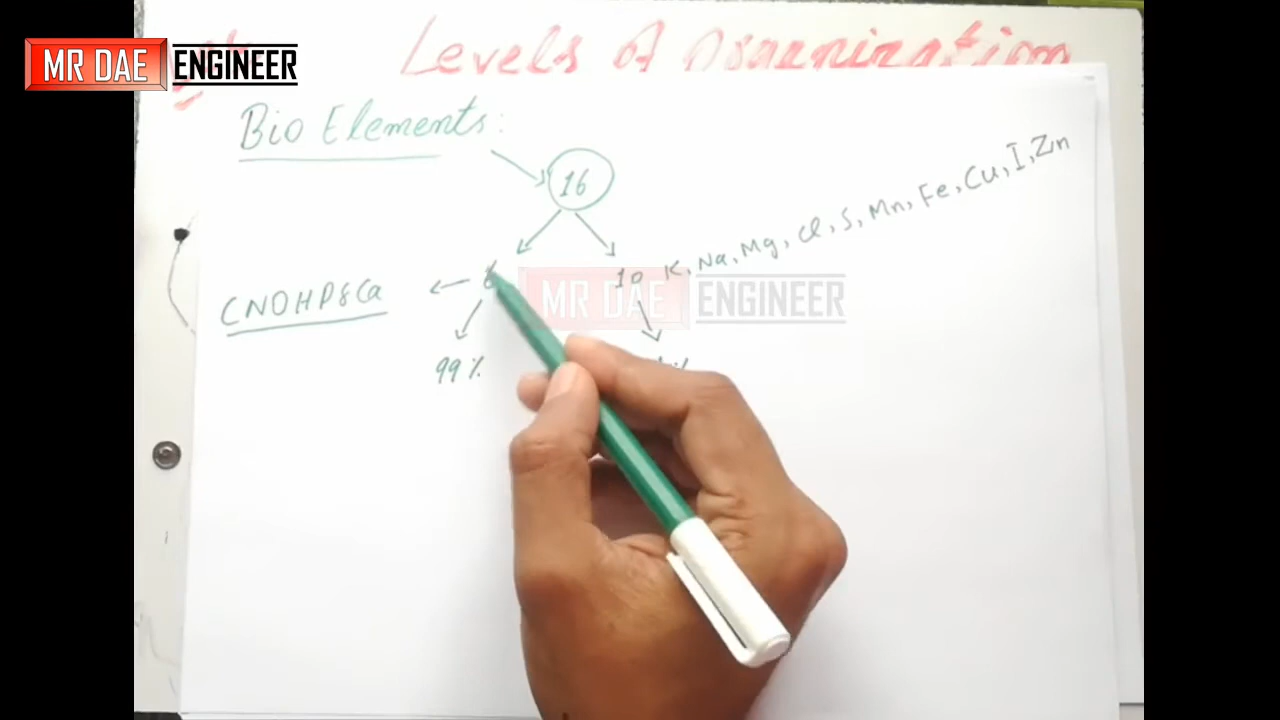 MR DAE ENGINEER
Levels of Organization
Bio Elements:
16
10 K, Na, Mg, Cl, S, Mn, Fe, Cu, I, Zn
CNOHP&Ca
MR DAE ENGINEER
99%